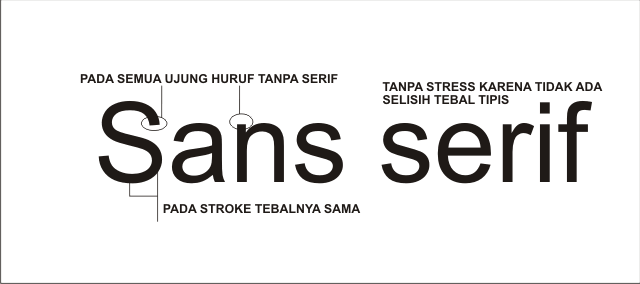 PADA SEMUA UJUNG HURUF TANPA SERIF
TANPA STRESS KARENA TIDAK ADA
SELISIH TEBAL TIPIS
Sans serif
PADA STROKE TEBALNYA SAMA